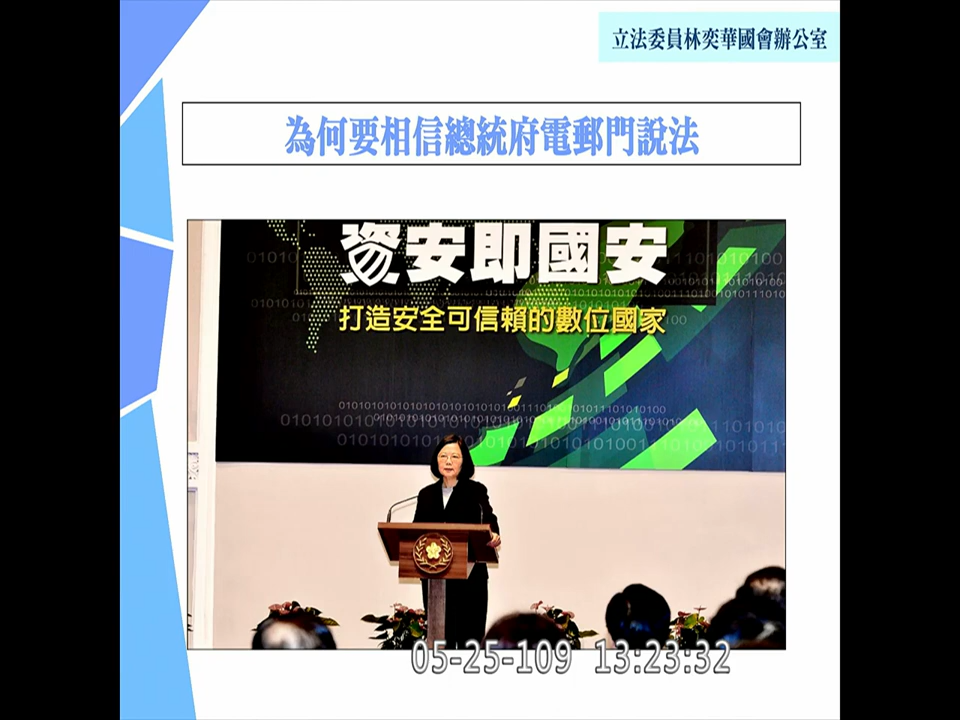 立法委員林奕華國會辦公室
為何要相信總統府電郵門說法
資安即國安
打造安全可信賴的數位國家
05-25-109 13:23:32